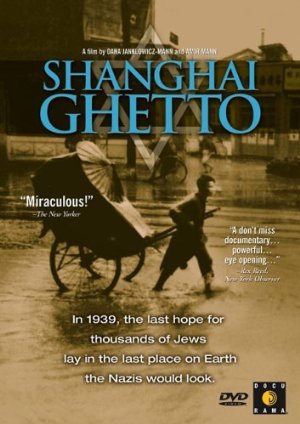 A film by DANA JANKLOWICZ-MANN and AMIR MANN
SHANGHAI
GHETTO
"Miraculous!"
–The New Yorker
"A don't miss
documentary...
powerful...
eye opening..."
–Rex Reed,
New York Observer
In 1939, the last hope for
thousands of Jews
lay in the last place on Earth
the Nazis would look.
DVD
VIDEO
DOCU
RAMA